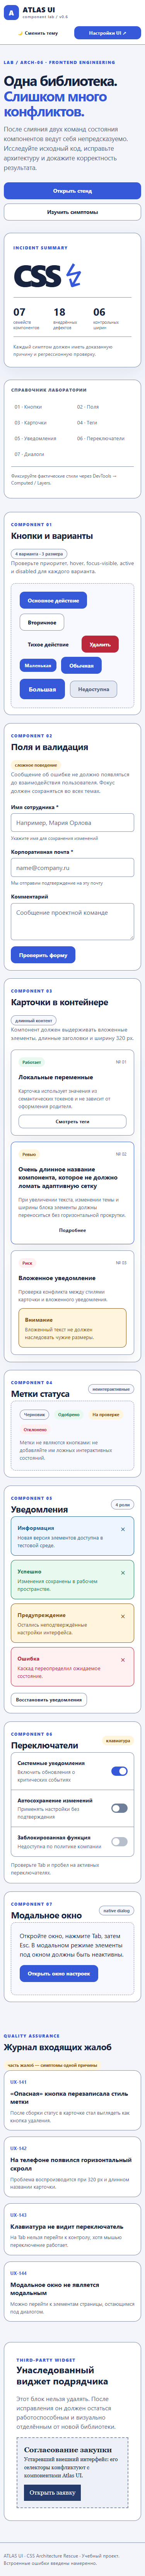 A
ATLAS UI
component lab / v0.6
Сменить тему
Настройки UI ↗
LAB / ARCH-06 · FRONTEND ENGINEERING
Одна библиотека.
Слишком много
конфликтов.
После слияния двух команд состояния
компонентов ведут себя непредсказуемо.
Исследуйте исходный код, исправьте
архитектуру и докажите корректность
результата.
Открыть стенд
Изучить симптомы
INCIDENT SUMMARY
CSS
07
18
06
семейств
компонентов
внедрённых
дефектов
контрольных
ширин
Каждый симптом должен иметь доказанную
причину и регрессионную проверку.
СПРАВОЧНИК ЛАБОРАТОРИИ
01 · Кнопки
02 · Поля
03 · Карточки
04 · Теги
05 · Уведомления
06 · Переключатели
07 · Диалоги
Фиксируйте фактические стили через DevTools —
Computed / Layers.
COMPONENT 01
Кнопки и варианты
4 варианта · 3 размера
Проверьте приоритет, hover, focus-visible, active
и disabled для каждого варианта.
Основное действие
Вторичное
Тихое действие
Удалить
Маленькая
Обычная
Большая
Недоступна
COMPONENT 02
Поля и валидация
сложное поведение
Сообщение об ошибке не должно появляться
до взаимодействия пользователя. Фокус
должен сохраняться во всех темах.
Имя сотрудника *
Например, Мария Орлова
Укажите имя для сохранения изменений
Корпоративная почта *
name@company.ru
Мы отправим подтверждение на эту почту
Комментарий
Сообщение проектной команде
Проверить форму
COMPONENT 03
Карточки в контейнере
длинный контент
Компонент должен выдерживать вложенные
элементы, длинные заголовки и ширину 320 px.
Работает
№ 01
Локальные переменные
Карточка использует значения из
семантических токенов и не зависит от
оформления родителя.
Смотреть теги
Ревью
№ 02
Очень длинное название
компонента, которое не должно
ломать адаптивную сетку
При увеличении текста, изменении темы и
ширины блока элементы должны
переноситься без горизонтальной прокрутки.
Подробнее
Риск
№ 03
Вложенное уведомление
Проверка конфликта между стилями
карточки и вложенного уведомления.
Внимание
Вложенный текст не должен
наследовать чужие размеры.
COMPONENT 04
Метки статуса
неинтерактивные
Черновик
Одобрено
На проверке
Отклонено
Метки не являются кнопками: не
добавляйте им ложных интерактивных
состояний.
COMPONENT 05
Уведомления
4 роли
Информация
×
Новая версия элементов доступна в
тестовой среде.
Успешно
×
Изменения сохранены в рабочем
пространстве.
Предупреждение
×
Остались неподтверждённые
настройки интерфейса.
Ошибка
×
Каскад переопределил ожидаемое
состояние.
Восстановить уведомления
COMPONENT 06
Переключатели
клавиатура
Системные уведомления
Включить обновления о
критических событиях
Автосохранение изменений
Применять настройки без
подтверждения
Заблокированная функция
Недоступна по политике компании
Проверьте Tab и пробел на активных
переключателях.
COMPONENT 07
Модальное окно
native dialog
Откройте окно, нажмите Tab, затем
Esc. В модальном режиме элементы
под окном должны быть неактивны.
Открыть окно настроек
QUALITY ASSURANCE
Журнал входящих жалоб
часть жалоб — симптомы одной причины
UX-141
«Опасная» кнопка перезаписала стиль
метки
После сборки статус в карточке стал выглядеть как
кнопка удаления.
UX-142
На телефоне появился горизонтальный
скролл
Проблема воспроизводится при 320 px и длинном
названии карточки.
UX-143
Клавиатура не видит переключатель
На Tab нельзя перейти к контролу, хотя мышью
переключение работает.
UX-144
Модальное окно не является
модальным
Можно перейти к элементам страницы, оставшимся
под диалогом.
THIRD-PARTY WIDGET
Унаследованный
виджет подрядчика
Этот блок нельзя удалить. После
исправления он должен остаться
работоспособным и визуально
отделённым от новой библиотеки.
Согласование закупки
Устаревший внешний интерфейс: его
селекторы конфликтуют с
компонентами Atlas UI.
Открыть заявку
ATLAS UI · CSS Architecture Rescue · Учебный проект.
Встроенные ошибки введены намеренно.